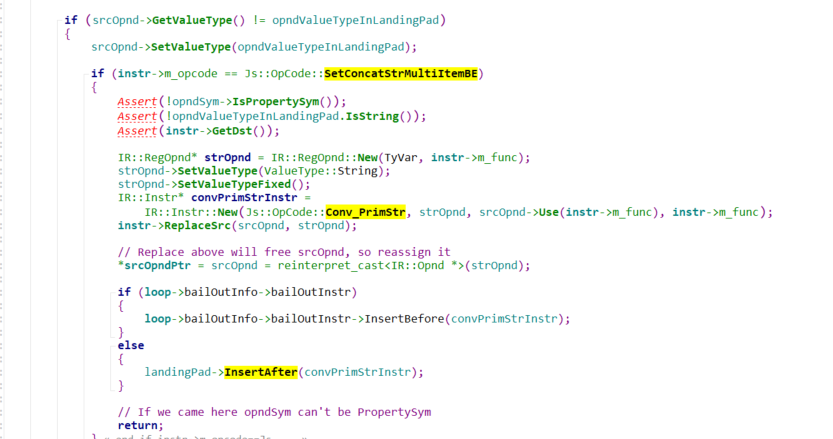 if (srcOpnd->GetValueType() != opndValueTypeInLandingPad)
{
srcOpnd->SetValueType(opndValueTypeInLandingPad);
if (instr->m_opcode == Js::OpCode::SetConcatStrMultiItemBE)
{
Assert(!opndSym->IsPropertySym());
Assert(!opndValueTypeInLandingPad.IsString());
Assert(instr->GetDst());
IR::RegOpnd* strOpnd = IR::RegOpnd::New(TyVar, instr->m_func);
strOpnd->SetValueType(ValueType::String);
strOpnd->SetValueTypeFixed();
IR::Instr* convPrimStrInstr =
IR::Instr::New(Js::OpCode::Conv_PrimStr, strOpnd, srcOpnd->Use(instr->m_func), instr->m_func);
instr->ReplaceSrc(srcOpnd, strOpnd);
// Replace above will free srcOpnd, so reassign it
*srcOpndPtr = srcOpnd = reinterpret_cast<IR::Opnd *>(strOpnd);
if (loop->bailOutInfo->bailOutInstr)
{
loop->bailOutInfo->bailOutInstr->InsertBefore(convPrimStrInstr);
}
else
{
landingPad->InsertAfter(convPrimStrInstr);
}
// If we came here opndSym can't be PropertySym
return;
}